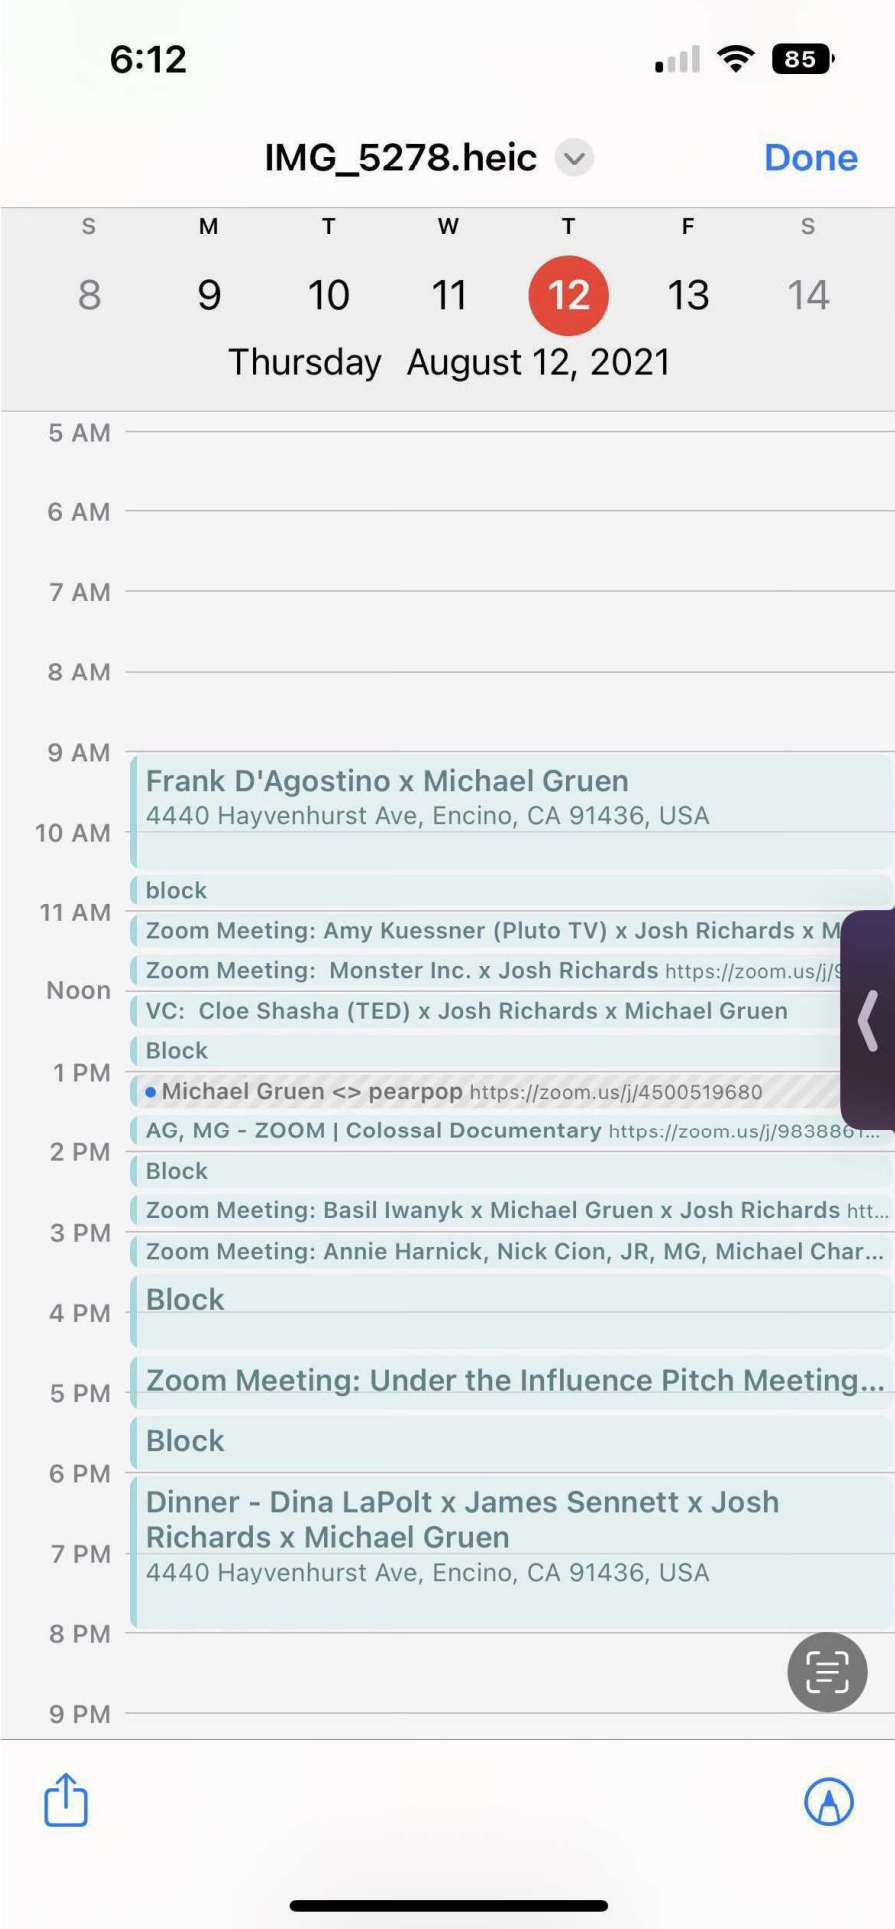 6:12
85
IMG_5278.heic
Done
S M T W T F S
8 9 10 11 12 13 14
Thursday August 12, 2021
5 AM
6 AM
7 AM
8 AM
9 AM
Frank D'Agostino x Michael Gruen
4440 Hayvenhurst Ave, Encino, CA 91436, USA
10 AM
block
11 AM
Zoom Meeting: Amy Kuessner (Pluto TV) x Josh Richards x M
Zoom Meeting: Monster Inc. x Josh Richards https://zoom.us/j/9
Noon
VC: Cloe Shasha (TED) x Josh Richards x Michael Gruen
Block
1 PM
Michael Gruen <> pearpop https://zoom.us/j/4500519680
AG, MG - ZOOM | Colossal Documentary https://zoom.us/j/9838861...
2 PM
Block
Zoom Meeting: Basil Iwanyk x Michael Gruen x Josh Richards htt...
3 PM
Zoom Meeting: Annie Harnick, Nick Cion, JR, MG, Michael Char...
Block
4 PM
Zoom Meeting: Under the Influence Pitch Meeting...
5 PM
Block
6 PM
Dinner - Dina LaPolt x James Sennett x Josh
Richards x Michael Gruen
7 PM
4440 Hayvenhurst Ave, Encino, CA 91436, USA
8 PM
9 PM